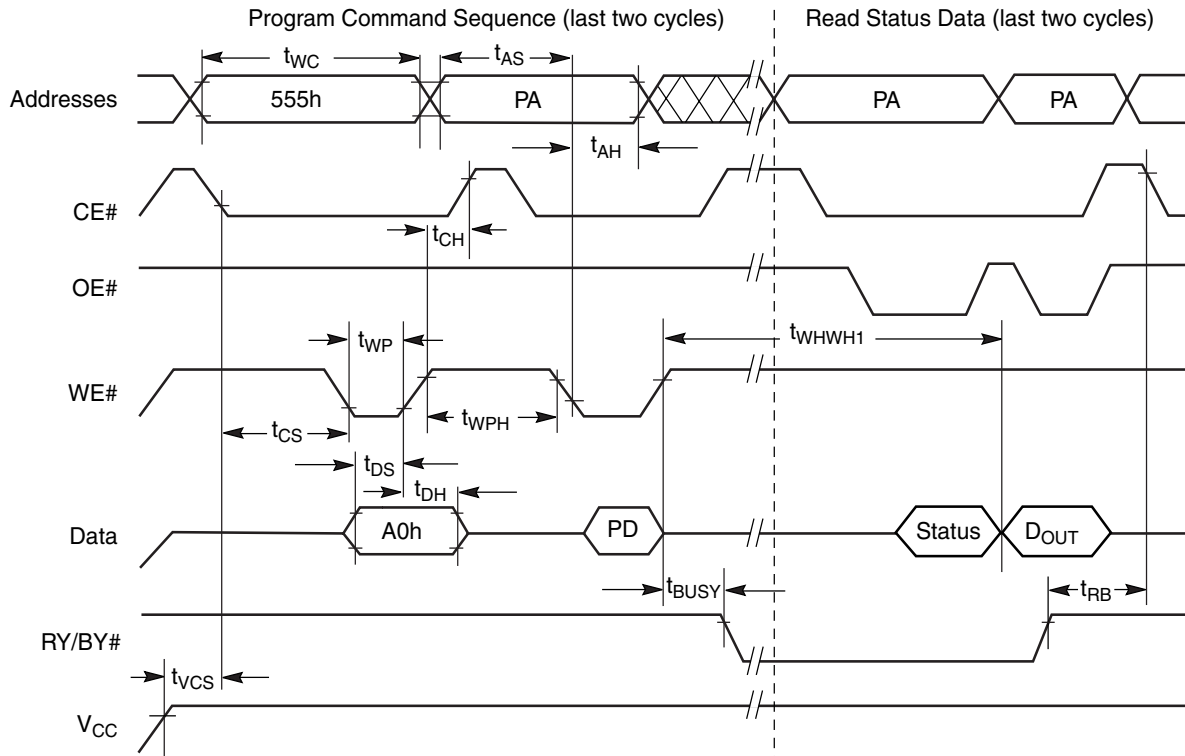 Program Command Sequence (last two cycles) Read Status Data (last two cycles)
tWC tAS
Addresses 555h PA PA PA
tAH
CE#
tCH
OE#
tWP tWHWH1
WE#
tCS tWPH
tDS
tDH
Data A0h PD Status DOUT
tBUSY tRB
RY/BY#
tVCS
VCC